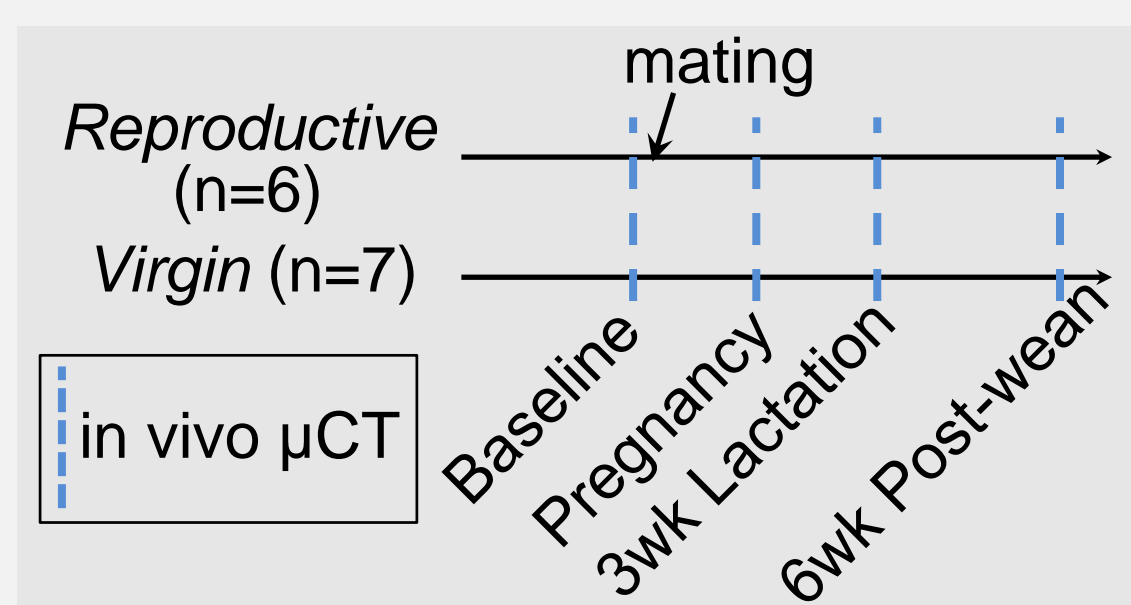 mating
Reproductive
(n=6)
Virgin (n=7)
in vivo µCT
Baseline
Pregnancy
3wk Lactation
6wk Post-wean